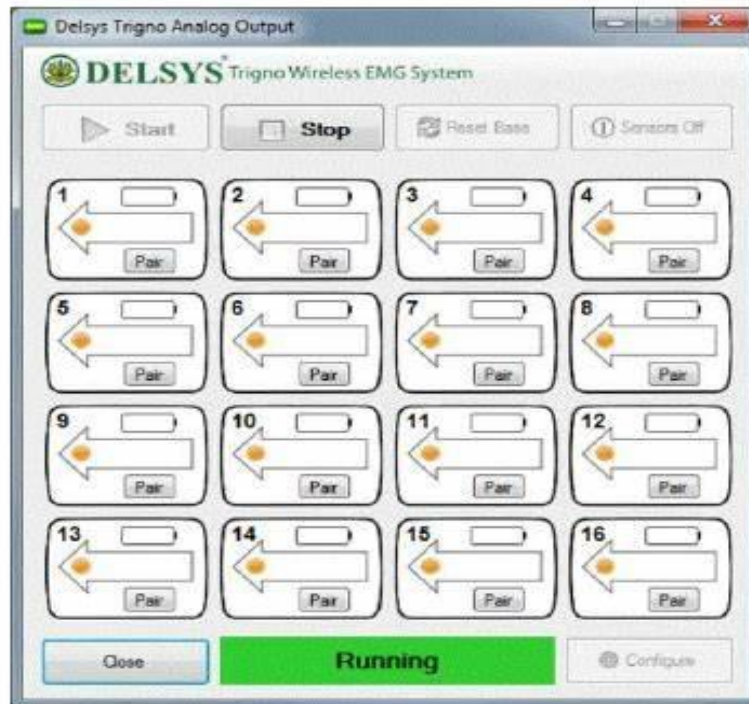 Delsys Trigno Analog Output
DELSYS® Trigno Wireless EMG System
Start Stop Reset Base Sensors Off
1 2 3 4
Pair Pair Pair Pair
5 6 7 8
Pair Pair Pair Pair
9 10 11 12
Pair Pair Pair Pair
13 14 15 16
Pair Pair Pair Pair
Close Running Configure